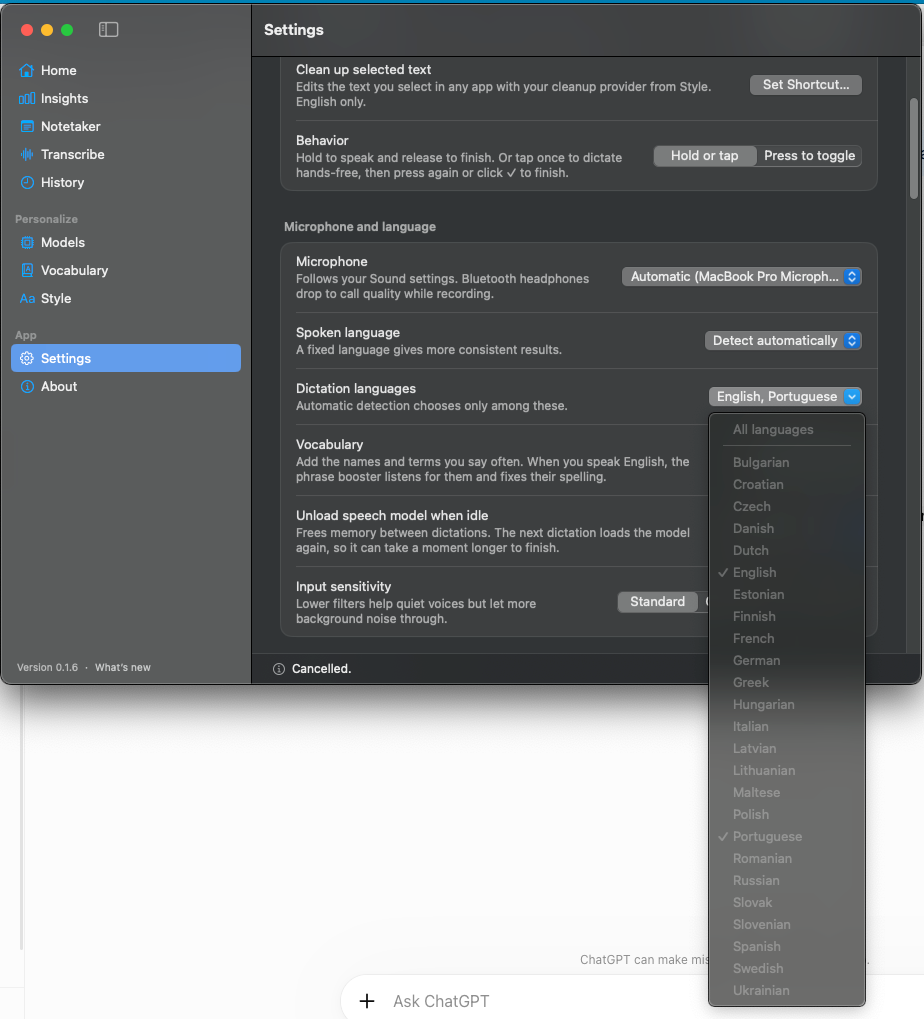 Settings
Home
Insights
Notetaker
Transcribe
History
Personalize
Models
Vocabulary
Aa Style
App
Settings
About
Version 0.1.6 · What's new
Clean up selected text
Edits the text you select in any app with your cleanup provider from Style.
English only.
Set Shortcut...
Behavior
Hold to speak and release to finish. Or tap once to dictate
hands-free, then press again or click ✓ to finish.
Hold or tap
Press to toggle
Microphone and language
Microphone
Follows your Sound settings. Bluetooth headphones
drop to call quality while recording.
Automatic (MacBook Pro Microph...
Spoken language
A fixed language gives more consistent results.
Detect automatically
Dictation languages
Automatic detection chooses only among these.
English, Portuguese
Vocabulary
Add the names and terms you say often. When you speak English, the
phrase booster listens for them and fixes their spelling.
Unload speech model when idle
Frees memory between dictations. The next dictation loads the model
again, so it can take a moment longer to finish.
Input sensitivity
Lower filters help quiet voices but let more
background noise through.
Standard
Cancelled.
All languages
Bulgarian
Croatian
Czech
Danish
Dutch
✓ English
Estonian
Finnish
French
German
Greek
Hungarian
Italian
Latvian
Lithuanian
Maltese
Polish
✓ Portuguese
Romanian
Russian
Slovak
Slovenian
Spanish
Swedish
Ukrainian
ChatGPT can make
Ask ChatGPT